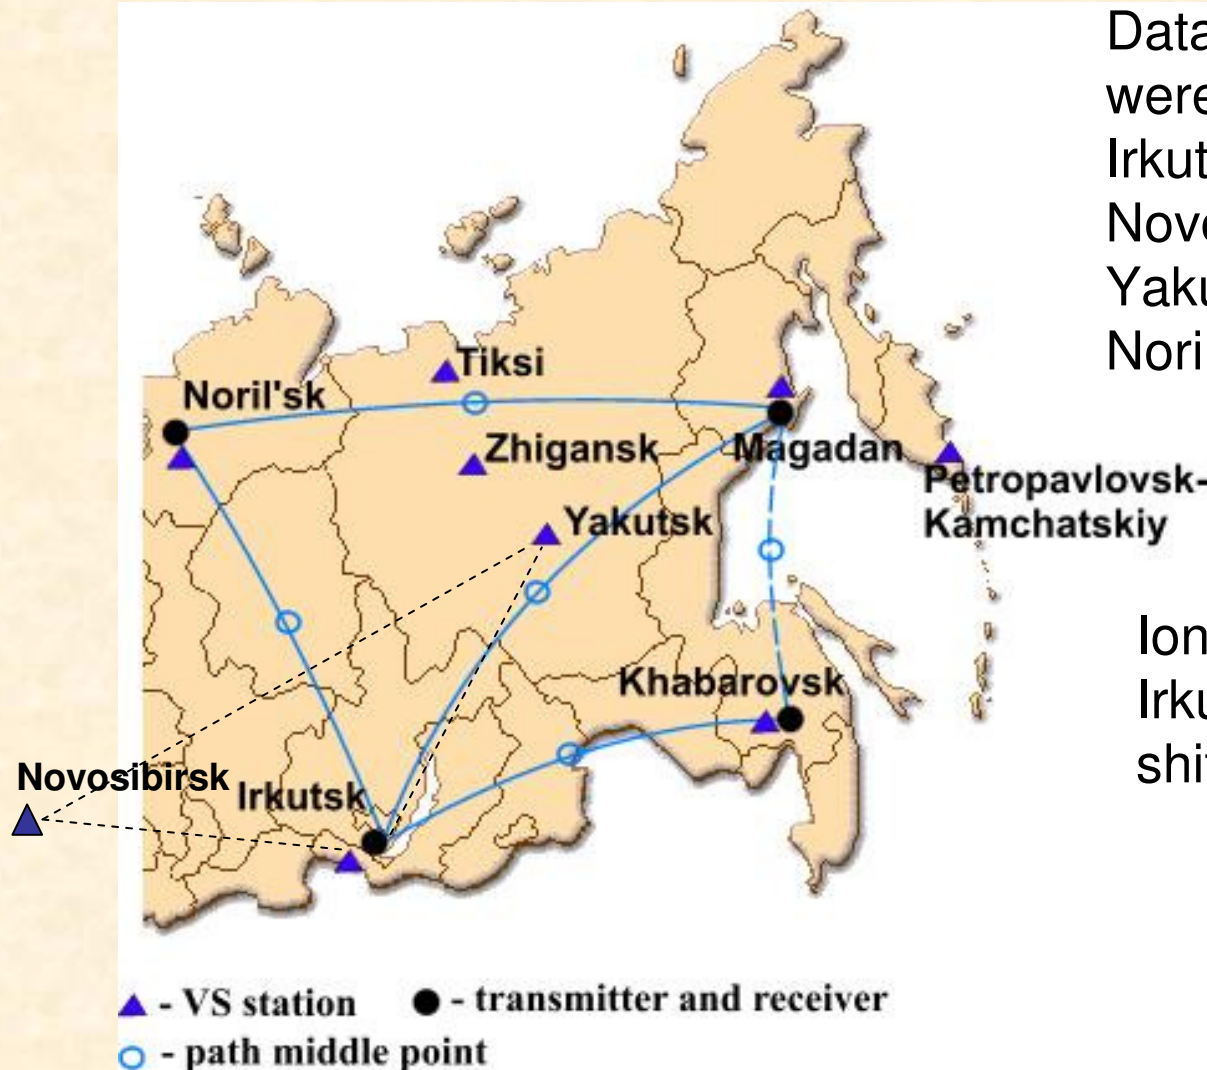 Data
were
Irkut
Nove
Yaku
Nori
Tiksi
Noril'sk
Zhigansk
Magadan
Petropavlovsk-
Kamchatskiy
Yakutsk
Khabarovsk
Novosibirsk
Irkutsk
Ion
Irku
shi
- VS station
- transmitter and receiver
- path middle point